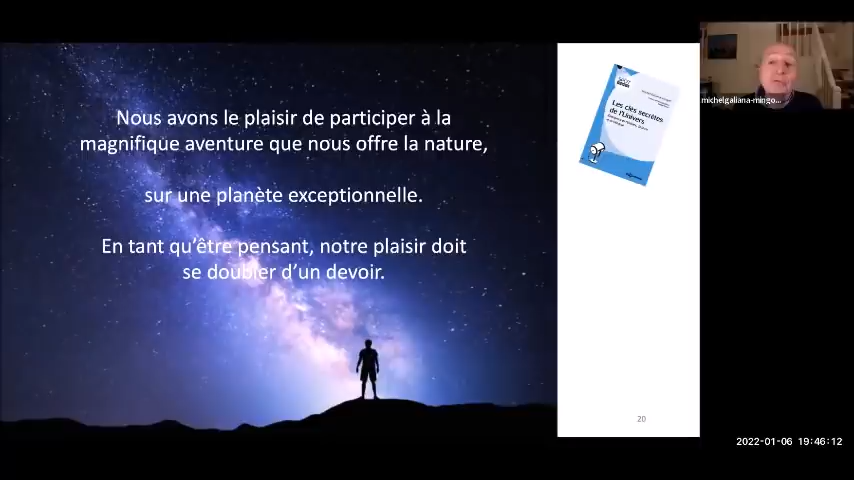 Nous avons le plaisir de participer à la
magnifique aventure que nous offre la nature,
sur une planète exceptionnelle.
En tant qu'être pensant, notre plaisir doit
se doubler d'un devoir.
Les clés secrètes
de l'Univers
20
michelgaliana-mingo...
2022-01-06 19:46:12